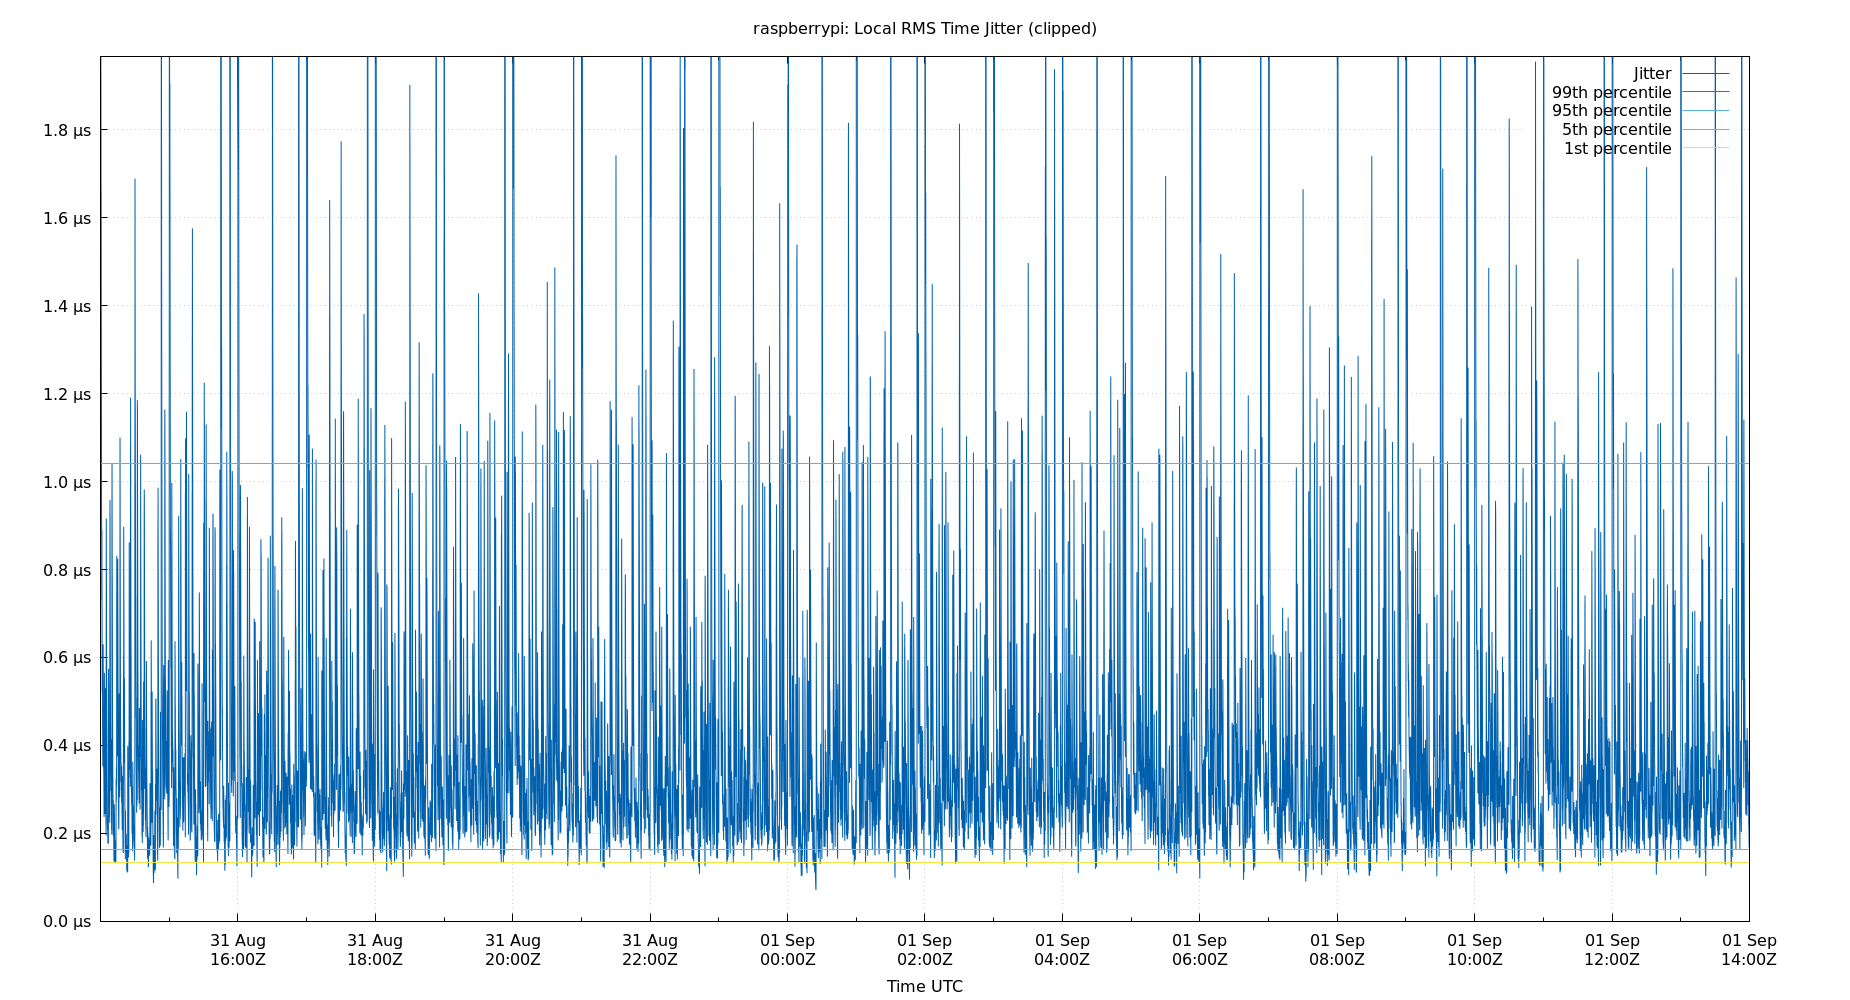 raspberrypi: Local RMS Time Jitter (clipped)
Jitter
99th percentile
95th percentile
5th percentile
1st percentile
1.8 µs
1.6 µs
1.4 µs
1.2 µs
1.0 µs
0.8 µs
0.6 µs
0.4 µs
0.2 µs
0.0 µs
31 Aug 31 Aug 31 Aug 31 Aug 01 Sep 01 Sep 01 Sep 01 Sep 01 Sep 01 Sep 01 Sep 01 Sep
16:00Z 18:00Z 20:00Z 22:00Z 00:00Z 02:00Z 04:00Z 06:00Z 08:00Z 10:00Z 12:00Z 14:00Z
Time UTC